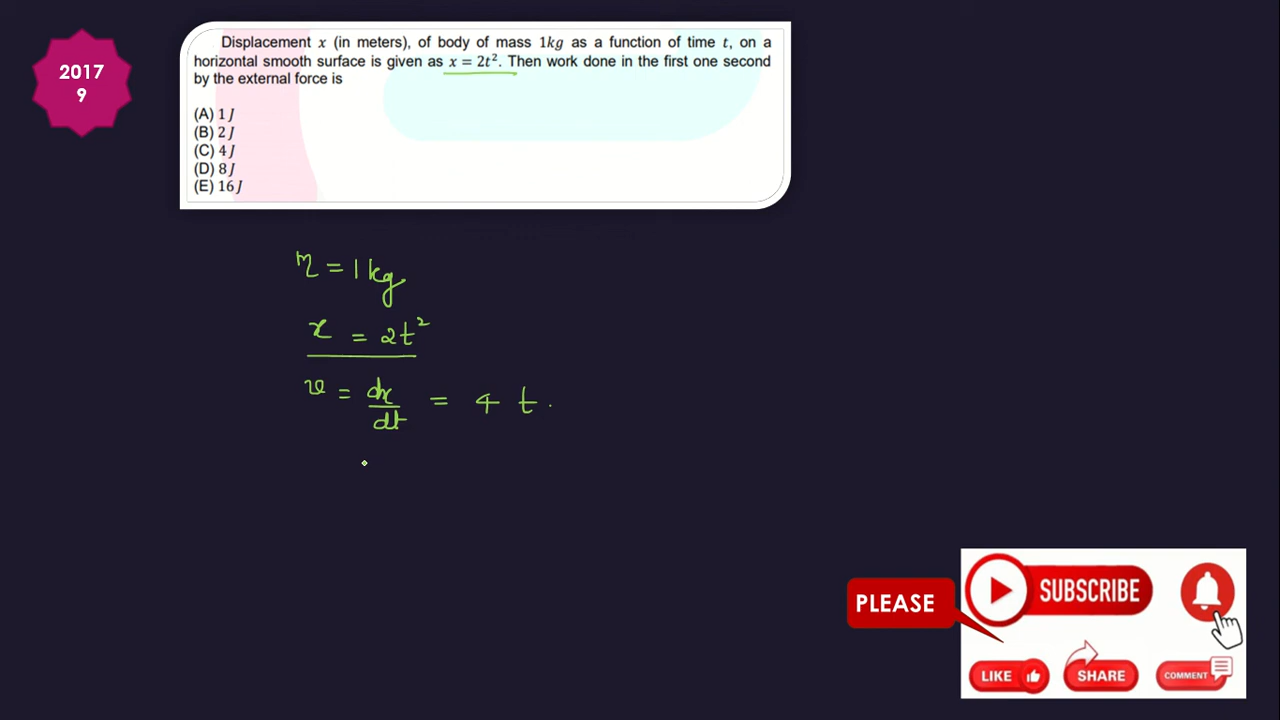 2017
9
Displacement x (in meters), of body of mass 1kg as a function of time t, on a
horizontal smooth surface is given as x = 2t². Then work done in the first one second
by the external force is
(A) 1 J
(B) 2 J
(C) 4 J
(D) 8 J
(E) 16 J
m = 1 kg
x = 2t²
v = dx/dt = 4 t.
PLEASE
SUBSCRIBE
LIKE
SHARE
COMMENT